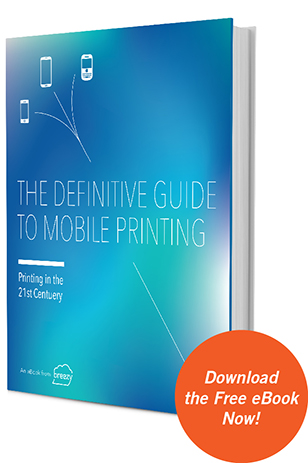 THE DEFINITIVE GUIDE
TO MOBILE PRINTING
Printing in the
21st Centuery
An eBook from breezy
Download
the Free eBook
Now!